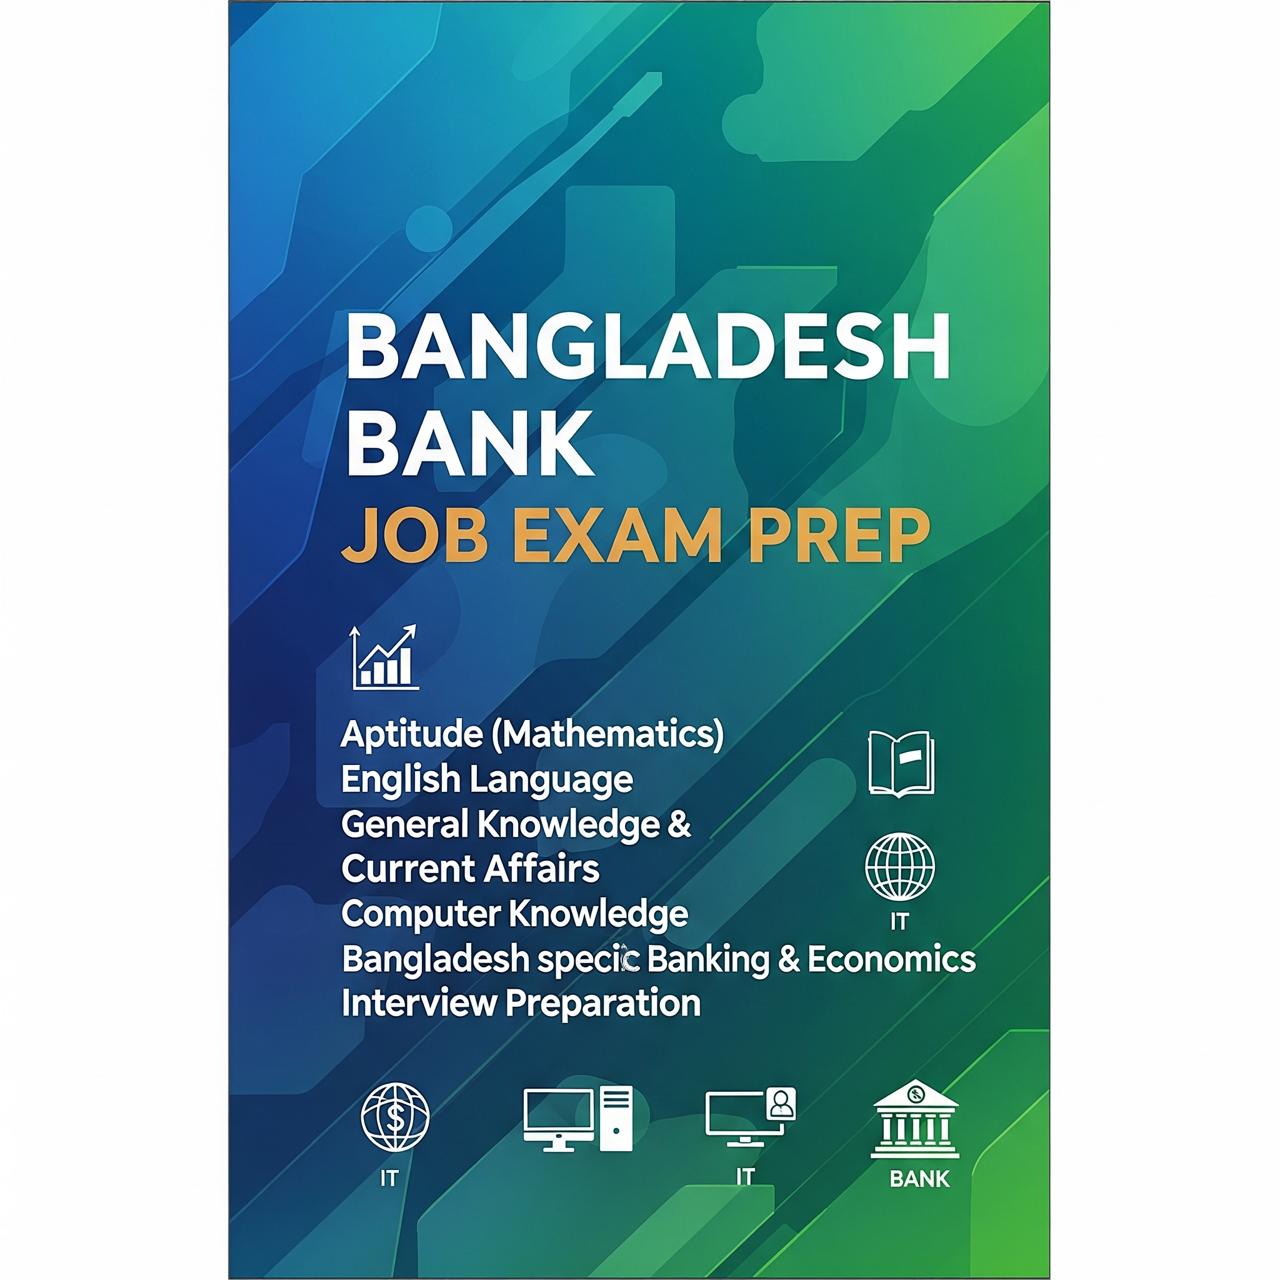 BANGLADESH
BANK
JOB EXAM PREP
Aptitude (Mathematics)
English Language
General Knowledge &
Current Affairs
Computer Knowledge
IT
Bangladesh specic Banking & Economics
Interview Preparation
$
IT
IT
BANK